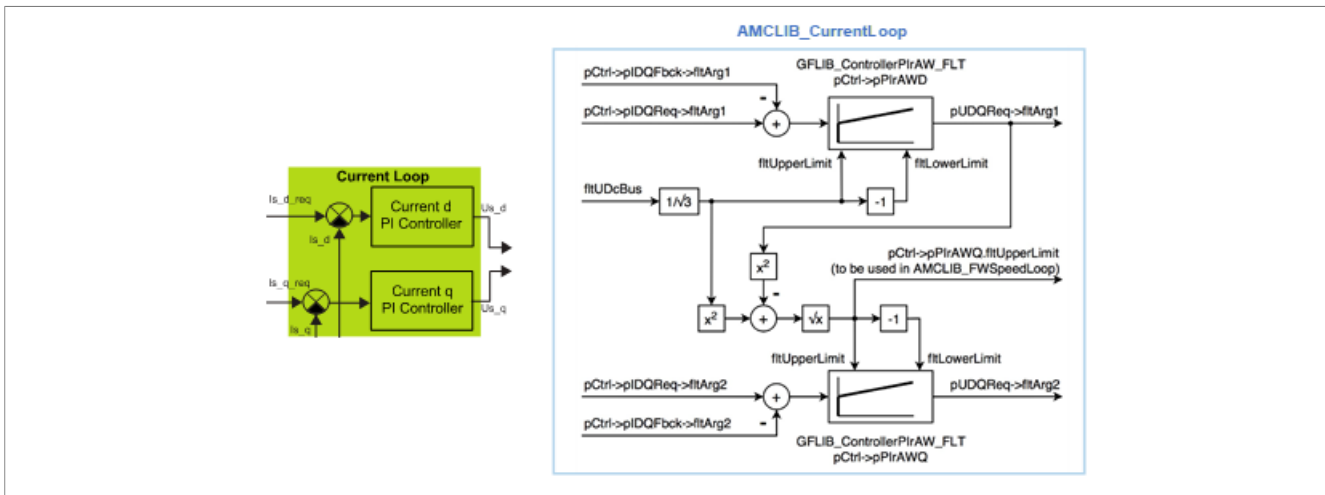 AMCLIB_CurrentLoop
Current Loop
Is_d_req
Current d
PI Controller
Us_d
Is_d
Is_q_req
Current q
PI Controller
Us_q
Is_q
GFLIB_ControllerPIrAW_FLT
pCtrl->pPIrAWD
pCtrl->pIDQFbck->fltArg1
-
pCtrl->pIDQReq->fltArg1
+
pUDQReq->fltArg1
fltUpperLimit
fltLowerLimit
fltUDcBus
1/√3
-1
x²
pCtrl->pPIrAWQ.fltUpperLimit
(to be used in AMCLIB_FWSpeedLoop)
-
x²
+
√x
-1
fltUpperLimit
fltLowerLimit
pCtrl->pIDQReq->fltArg2
+
pUDQReq->fltArg2
-
pCtrl->pIDQFbck->fltArg2
GFLIB_ControllerPIrAW_FLT
pCtrl->pPIrAWQ